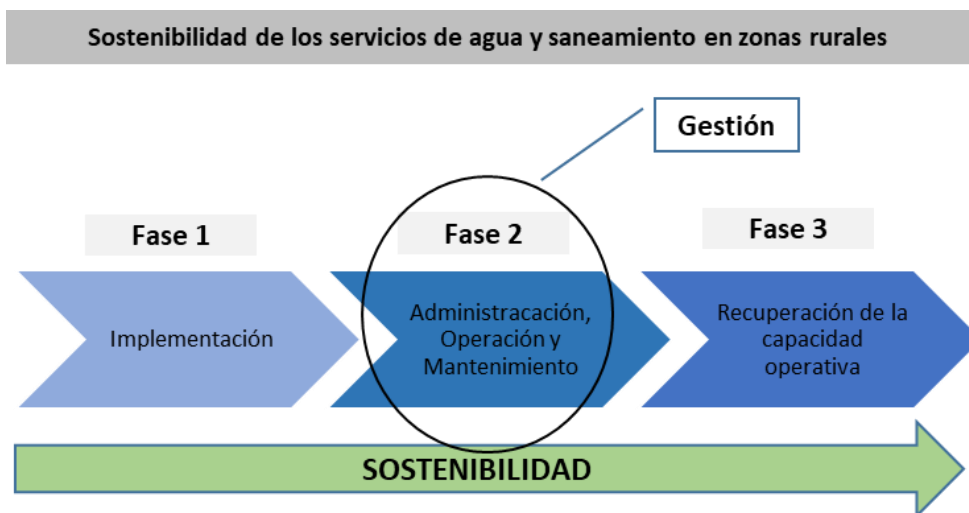 Sostenibilidad de los servicios de agua y saneamiento en zonas rurales
Gestión
Fase 1
Fase 2
Fase 3
Implementación
Administracación,
Operación y
Mantenimiento
Recuperación de la
capacidad
operativa
SOSTENIBILIDAD